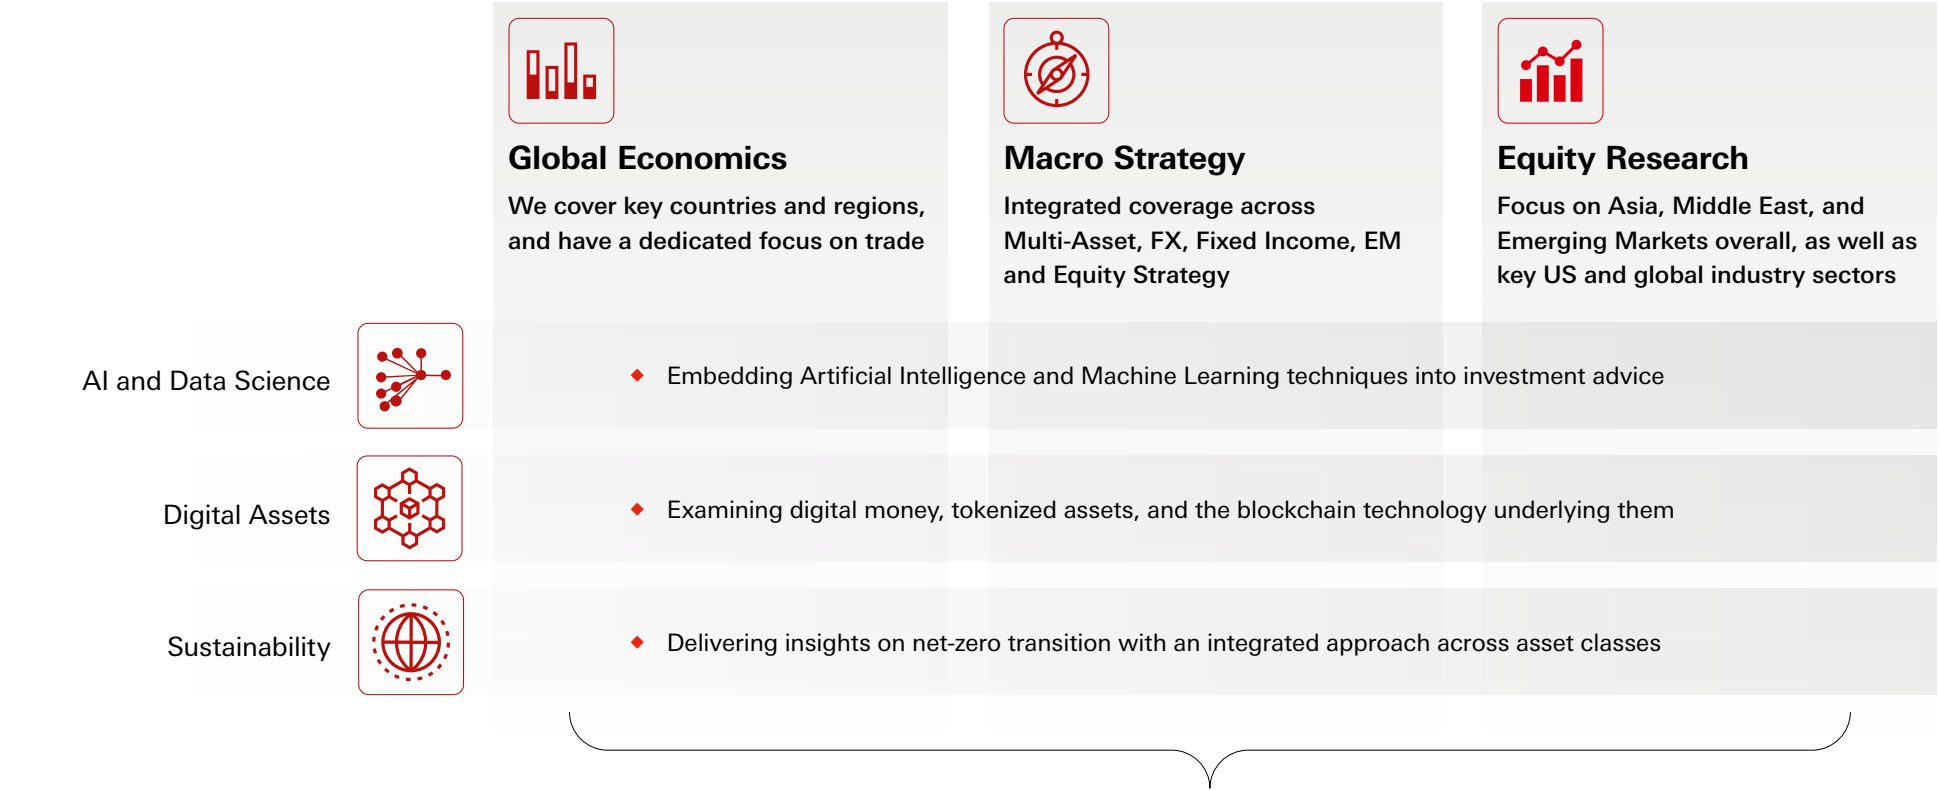 Global Economics
We cover key countries and regions,
and have a dedicated focus on trade
Macro Strategy
Integrated coverage across
Multi-Asset, FX, Fixed Income, EM
and Equity Strategy
Equity Research
Focus on Asia, Middle East, and
Emerging Markets overall, as well as
key US and global industry sectors
AI and Data Science
Embedding Artificial Intelligence and Machine Learning techniques into investment advice
Digital Assets
Examining digital money, tokenized assets, and the blockchain technology underlying them
Sustainability
Delivering insights on net-zero transition with an integrated approach across asset classes